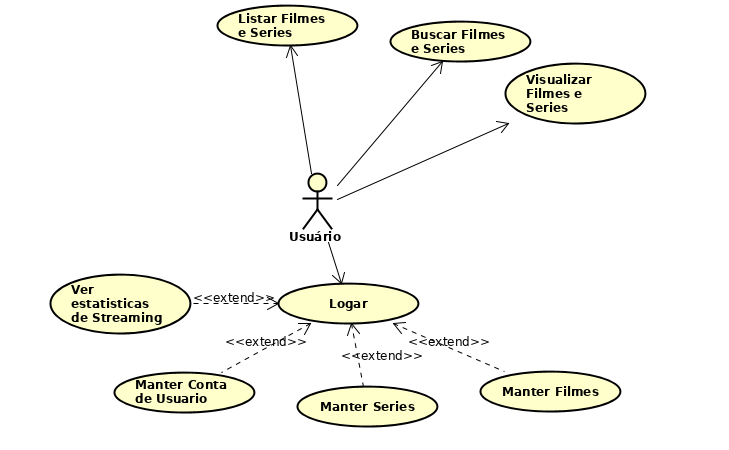 Listar Filmes
e Series
Buscar Filmes
e Series
Visualizar
Filmes e
Series
Usuário
Ver
estatisticas
de Streaming
<<extend>>
Logar
<<extend>>
<<extend>>
<<extend>>
Manter Conta
de Usuario
Manter Series
Manter Filmes